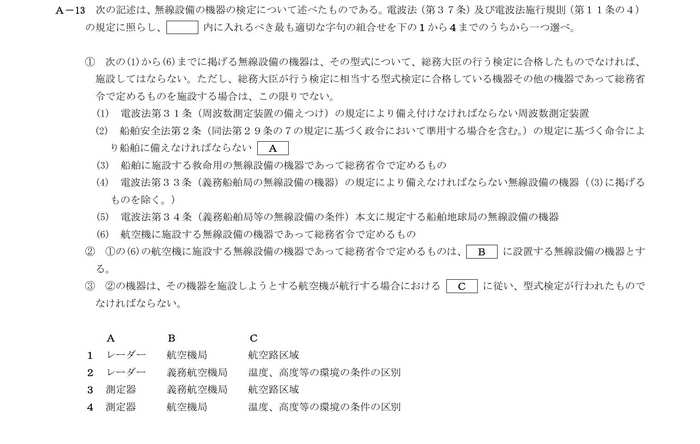 A-13 次の記述は、無線設備の機器の検定について述べたものである。電波法(第37条)及び電波法施行規則(第11条の4)
の規定に照らし、 内に入れるべき最も適切な字句の組合せを下の1から4までのうちから一つ選べ。
① 次の(1)から(6)までに掲げる無線設備の機器は、その型式について、総務大臣の行う検定に合格したものでなければ、
施設してはならない。ただし、総務大臣が行う検定に相当する型式検定に合格している機器その他の機器であって総務省
令で定めるものを施設する場合は、この限りでない。
(1) 電波法第31条(周波数測定装置の備えつけ)の規定により備え付けなければならない周波数測定装置
(2) 船舶安全法第2条(同法第29条の7の規定に基づく政令において準用する場合を含む。)の規定に基づく命令によ
り船舶に備えなければならない A
(3) 船舶に施設する救命用の無線設備の機器であって総務省令で定めるもの
(4) 電波法第33条(義務船舶局の無線設備の機器)の規定により備えなければならない無線設備の機器((3)に掲げる
ものを除く。)
(5) 電波法第34条(義務船舶局等の無線設備の条件)本文に規定する船舶地球局の無線設備の機器
(6) 航空機に施設する無線設備の機器であって総務省令で定めるもの
② ①の(6)の航空機に施設する無線設備の機器であって総務省令で定めるものは、 B に設置する無線設備の機器とす
る。
③ ②の機器は、その機器を施設しようとする航空機が航行する場合における C に従い、型式検定が行われたもので
なければならない。
A B C
1 レーダー 航空機局 航空路区域
2 レーダー 義務航空機局 温度、高度等の環境の条件の区別
3 測定器 義務航空機局 航空路区域
4 測定器 航空機局 温度、高度等の環境の条件の区別